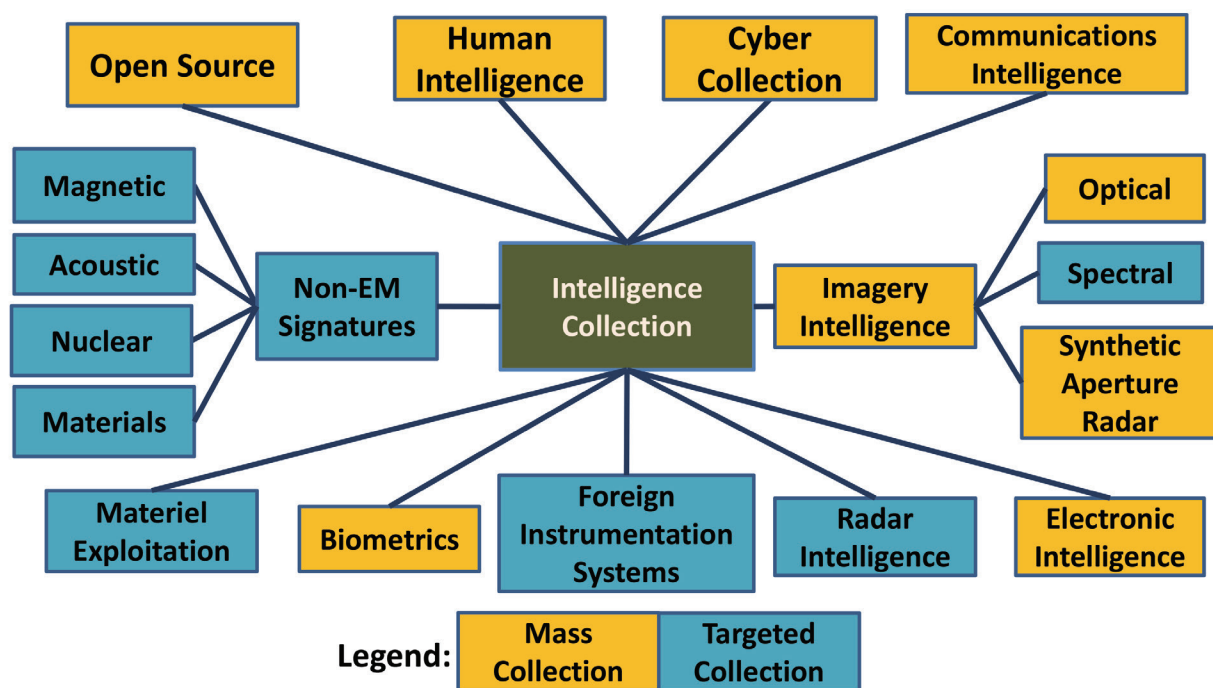 Open Source
Human
Intelligence
Cyber
Collection
Communications
Intelligence
Magnetic
Acoustic
Nuclear
Materials
Non-EM
Signatures
Intelligence
Collection
Imagery
Intelligence
Optical
Spectral
Synthetic
Aperture
Radar
Materiel
Exploitation
Biometrics
Foreign
Instrumentation
Systems
Radar
Intelligence
Electronic
Intelligence
Legend:
Mass
Collection
Targeted
Collection